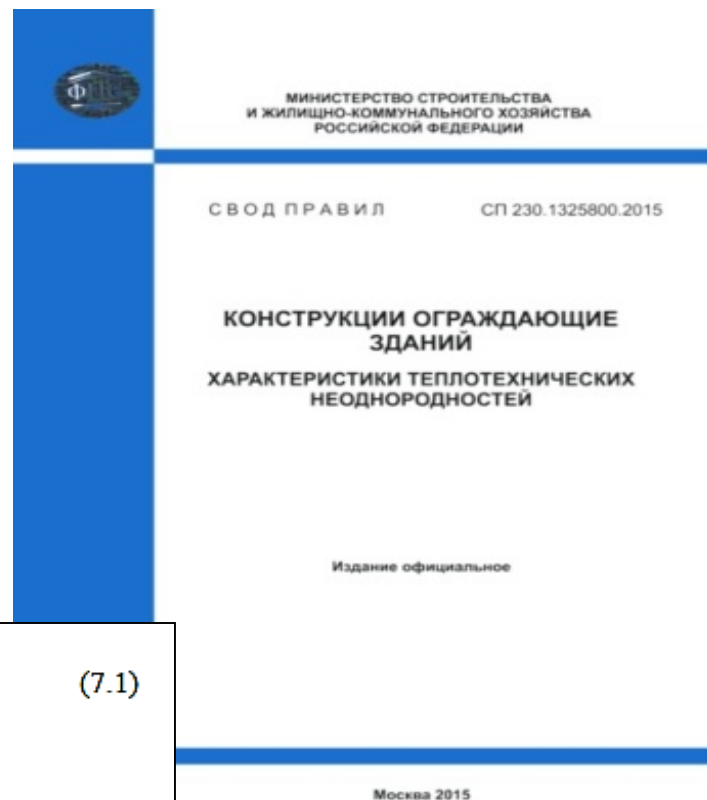 МИНИСТЕРСТВО СТРОИТЕЛЬСТВА
И ЖИЛИЩНО-КОММУНАЛЬНОГО ХОЗЯЙСТВА
РОССИЙСКОЙ ФЕДЕРАЦИИ
СВОД ПРАВИЛ СП 230.1325800.2015
КОНСТРУКЦИИ ОГРАЖДАЮЩИЕ
ЗДАНИЙ
ХАРАКТЕРИСТИКИ ТЕПЛОТЕХНИЧЕСКИХ
НЕОДНОРОДНОСТЕЙ
Издание официальное
(7.1)
Москва 2015